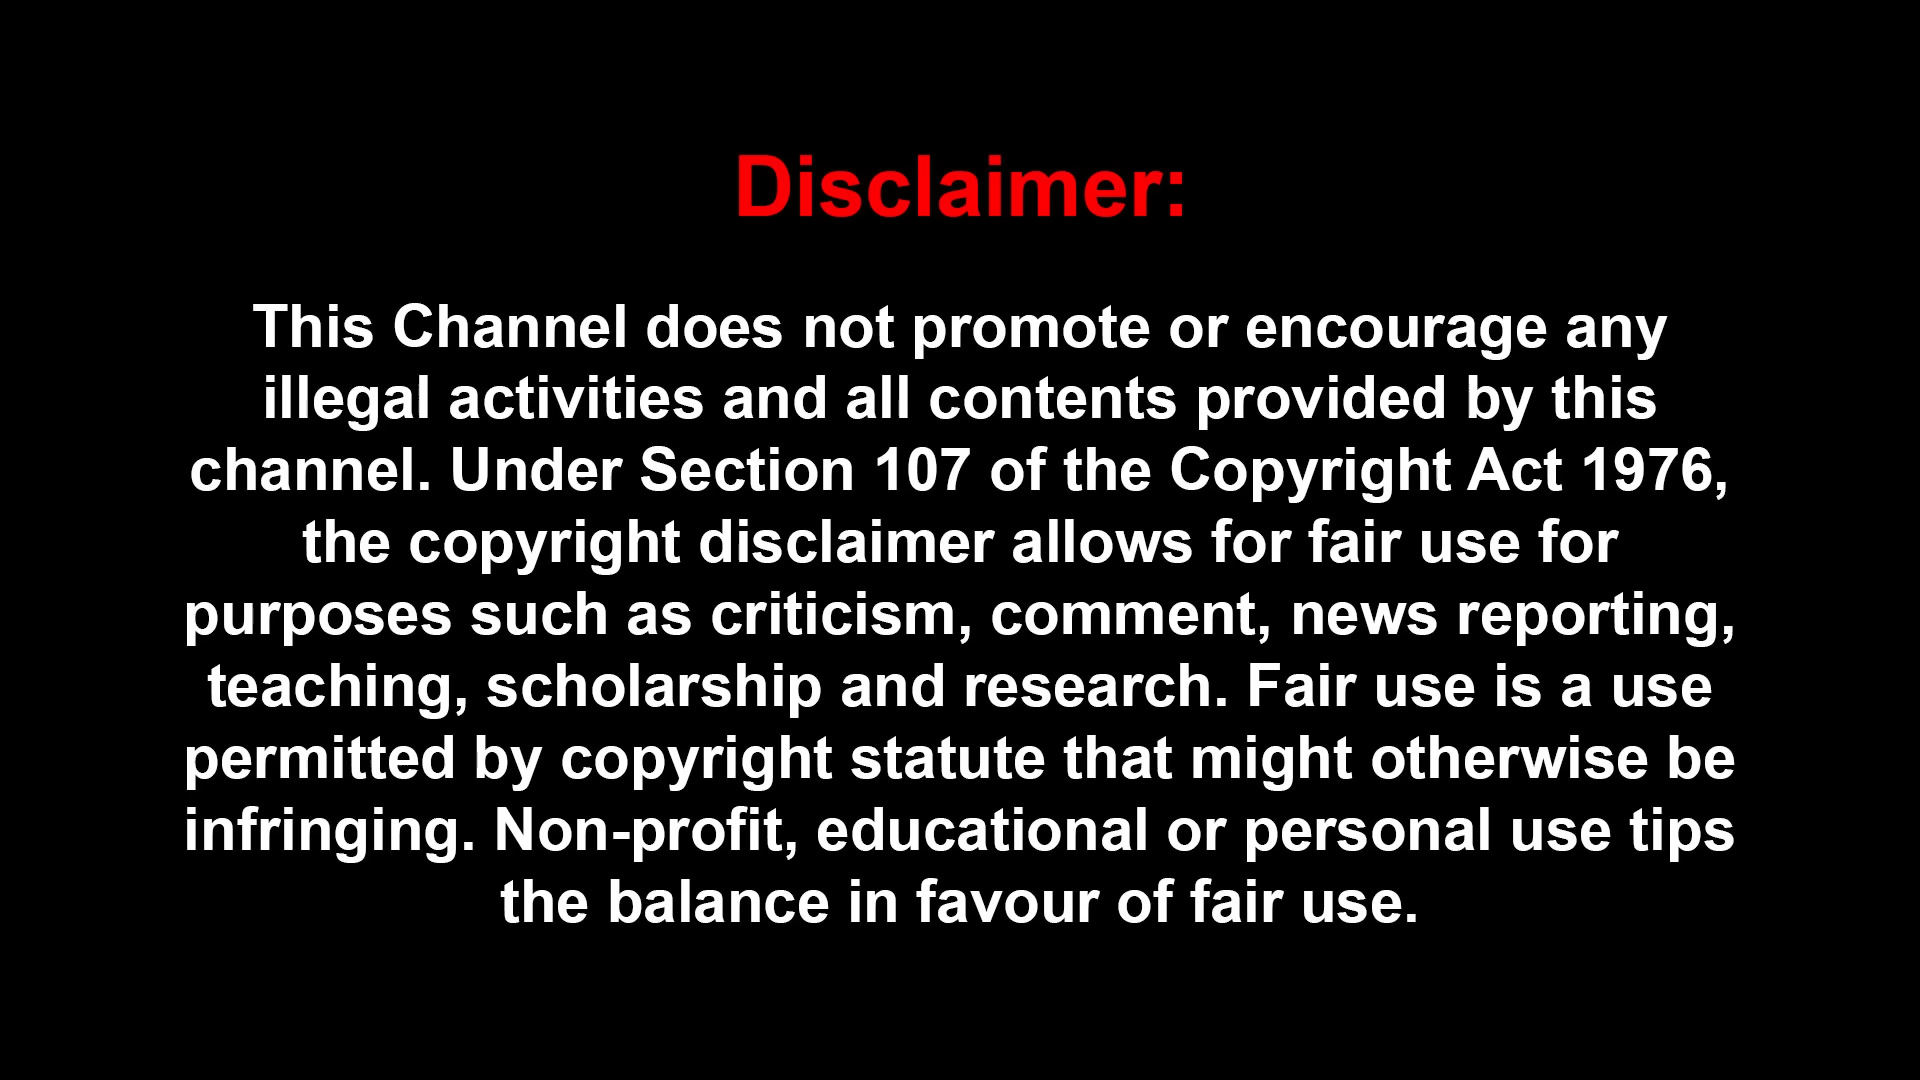 Disclaimer:
This Channel does not promote or encourage any
illegal activities and all contents provided by this
channel. Under Section 107 of the Copyright Act 1976,
the copyright disclaimer allows for fair use for
purposes such as criticism, comment, news reporting,
teaching, scholarship and research. Fair use is a use
permitted by copyright statute that might otherwise be
infringing. Non-profit, educational or personal use tips
the balance in favour of fair use.